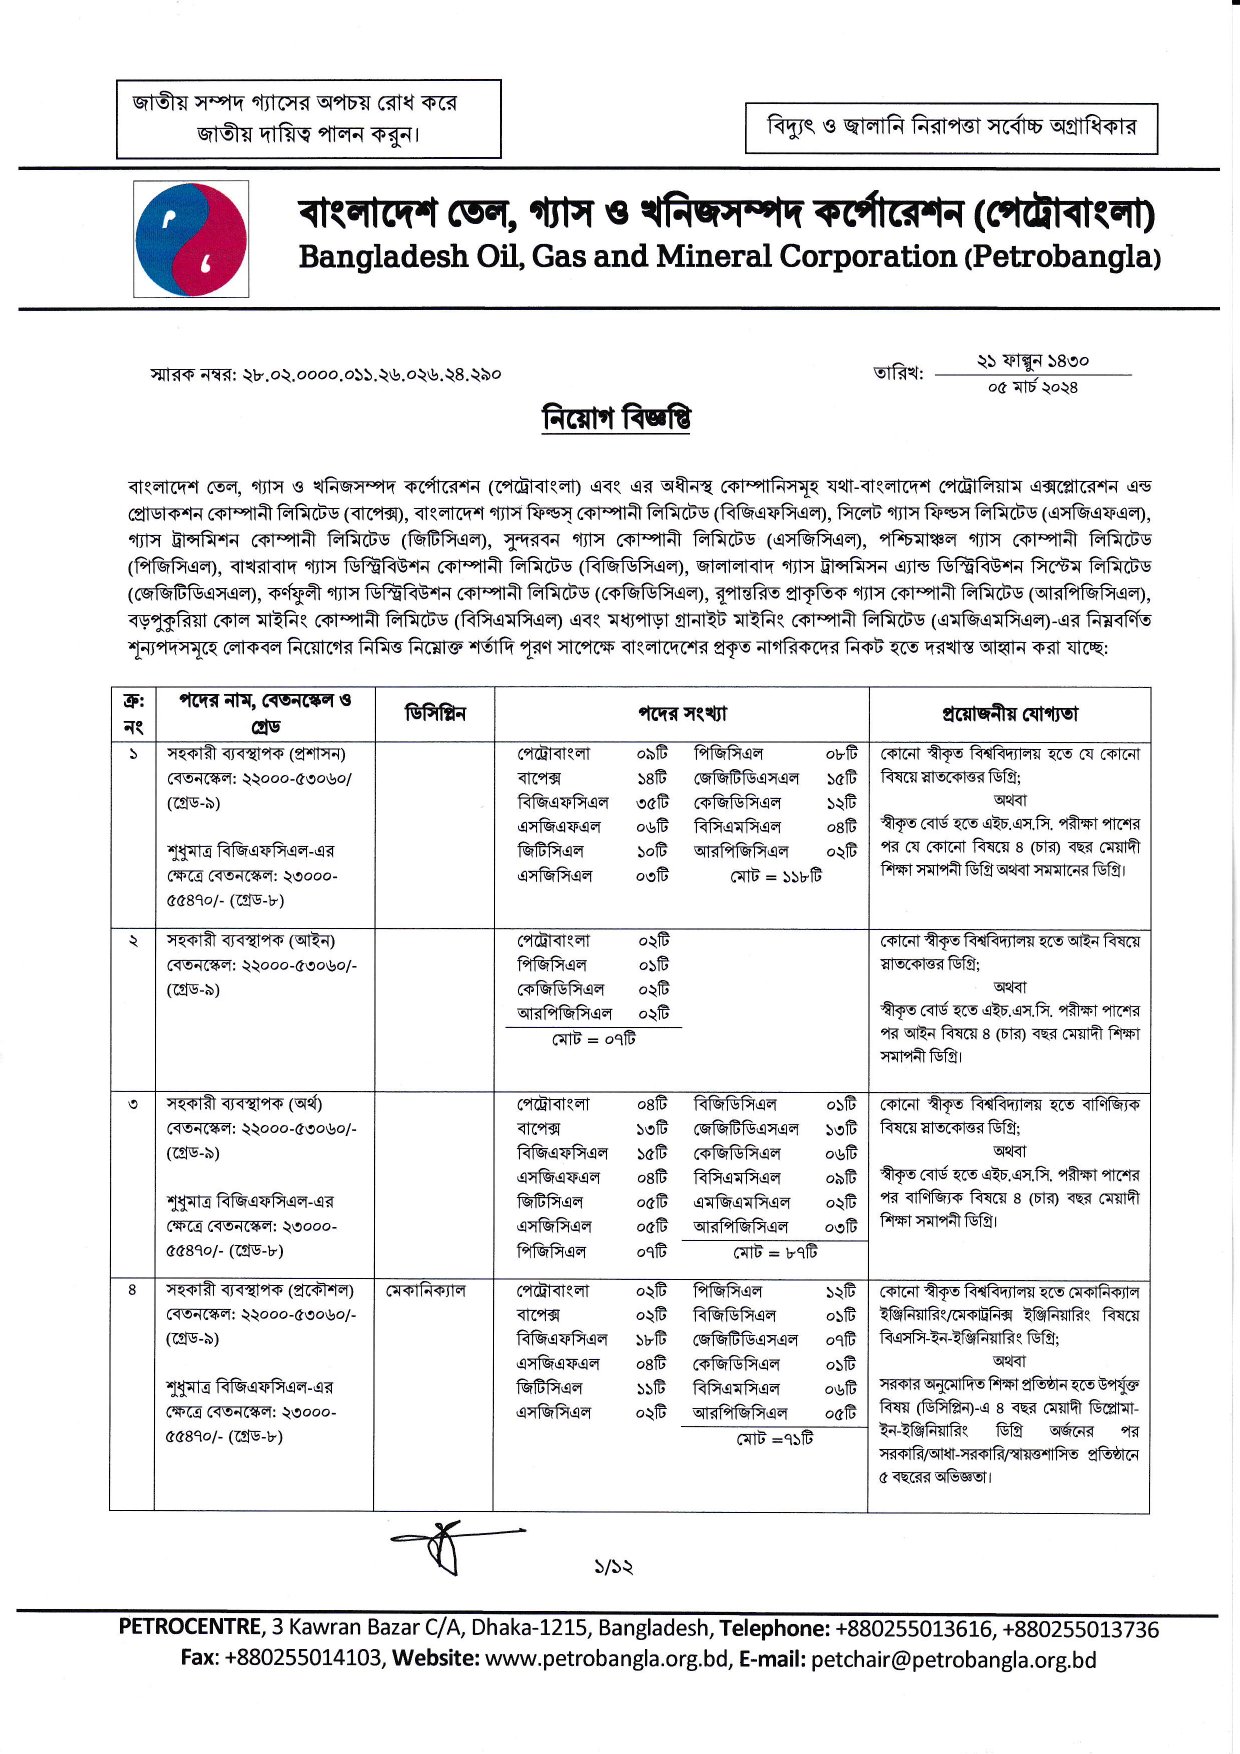 জাতীয় সম্পদ গ্যাসের অপচয় রোধ করে
জাতীয় দায়িত্ব পালন করুন।
বিদ্যুৎ ও জ্বালানি নিরাপত্তা সর্বোচ্চ অগ্রাধিকার
বাংলাদেশ তেল, গ্যাস ও খনিজসম্পদ কর্পোরেশন (পেট্রোবাংলা)
Bangladesh Oil, Gas and Mineral Corporation (Petrobangla)
স্মারক নম্বর: ২৮.০২.০০০০.০১১.২৬.০২৬.২৪.২৯০
তারিখ: ২১ ফাল্গুন ১৪৩০
০৫ মার্চ ২০২৪
নিয়োগ বিজ্ঞপ্তি
বাংলাদেশ তেল, গ্যাস ও খনিজসম্পদ কর্পোরেশন (পেট্রোবাংলা) এবং এর অধীনস্থ কোম্পানিসমূহ যথা-বাংলাদেশ পেট্রোলিয়াম এক্সপ্লোরেশন এন্ড
প্রোডাকশন কোম্পানী লিমিটেড (বাপেক্স), বাংলাদেশ গ্যাস ফিল্ডস্ কোম্পানী লিমিটেড (বিজিএফসিএল), সিলেট গ্যাস ফিল্ডস লিমিটেড (এসজিএফএল),
গ্যাস ট্রান্সমিশন কোম্পানী লিমিটেড (জিটিসিএল), সুন্দরবন গ্যাস কোম্পানী লিমিটেড (এসজিসিএল), পশ্চিমাঞ্চল গ্যাস কোম্পানী লিমিটেড
(পিজিসিএল), বাখরাবাদ গ্যাস ডিস্ট্রিবিউশন কোম্পানী লিমিটেড (বিজিডিসিএল), জালালাবাদ গ্যাস ট্রান্সমিসন এ্যান্ড ডিস্ট্রিবিউশন সিস্টেম লিমিটেড
(জেজিটিডিএসএল), কর্ণফুলী গ্যাস ডিস্ট্রিবিউশন কোম্পানী লিমিটেড (কেজিডিসিএল), রূপান্তরিত প্রাকৃতিক গ্যাস কোম্পানী লিমিটেড (আরপিজিসিএল),
বড়পুকুরিয়া কোল মাইনিং কোম্পানী লিমিটেড (বিসিএমসিএল) এবং মধ্যপাড়া গ্রানাইট মাইনিং কোম্পানী লিমিটেড (এমজিএমসিএল)-এর নিম্নবর্ণিত
শূন্যপদসমূহে লোকবল নিয়োগের নিমিত্ত নিম্নোক্ত শর্তাদি পূরণ সাপেক্ষে বাংলাদেশের প্রকৃত নাগরিকদের নিকট হতে দরখাস্ত আহ্বান করা যাচ্ছে:
ক্র: নং
পদের নাম, বেতনস্কেল ও গ্রেড
ডিসিপ্লিন
পদের সংখ্যা
প্রয়োজনীয় যোগ্যতা
১
সহকারী ব্যবস্থাপক (প্রশাসন)
বেতনস্কেল: ২২০০০-৫৩০৬০/
(গ্রেড-৯)
শুধুমাত্র বিজিএফসিএল-এর
ক্ষেত্রে বেতনস্কেল: ২৩০০০-
৫৫৪৭০/- (গ্রেড-৮)
পেট্রোবাংলা ০৯টি পিজিসিএল ০৮টি
বাপেক্স ১৪টি জেজিটিডিএসএল ১৫টি
বিজিএফসিএল ৩৫টি কেজিডিসিএল ১২টি
এসজিএফএল ০৬টি বিসিএমসিএল ০৪টি
জিটিসিএল ১০টি আরপিজিসিএল ০২টি
এসজিসিএল ০৩টি মোট = ১১৮টি
কোনো স্বীকৃত বিশ্ববিদ্যালয় হতে যে কোনো
বিষয়ে স্নাতকোত্তর ডিগ্রি;
অথবা
স্বীকৃত বোর্ড হতে এইচ.এস.সি. পরীক্ষা পাশের
পর যে কোনো বিষয়ে ৪ (চার) বছর মেয়াদী
শিক্ষা সমাপনী ডিগ্রি অথবা সমমানের ডিগ্রি।
২
সহকারী ব্যবস্থাপক (আইন)
বেতনস্কেল: ২২০০০-৫৩০৬০/-
(গ্রেড-৯)
পেট্রোবাংলা ০২টি
পিজিসিএল ০১টি
কেজিডিসিএল ০২টি
আরপিজিসিএল ০২টি
মোট = ০৭টি
কোনো স্বীকৃত বিশ্ববিদ্যালয় হতে আইন বিষয়ে
স্নাতকোত্তর ডিগ্রি;
অথবা
স্বীকৃত বোর্ড হতে এইচ.এস.সি. পরীক্ষা পাশের
পর আইন বিষয়ে ৪ (চার) বছর মেয়াদী শিক্ষা
সমাপনী ডিগ্রি।
৩
সহকারী ব্যবস্থাপক (অর্থ)
বেতনস্কেল: ২২০০০-৫৩০৬০/-
(গ্রেড-৯)
শুধুমাত্র বিজিএফসিএল-এর
ক্ষেত্রে বেতনস্কেল: ২৩০০০-
৫৫৪৭০/- (গ্রেড-৮)
পেট্রোবাংলা ০৪টি বিজিডিসিএল ০১টি
বাপেক্স ১৩টি জেজিটিডিএসএল ১৩টি
বিজিএফসিএল ১৫টি কেজিডিসিএল ০৬টি
এসজিএফএল ০৪টি বিসিএমসিএল ০৯টি
জিটিসিএল ০৫টি এমজিএমসিএল ০২টি
এসজিসিএল ০৫টি আরপিজিসিএল ০৩টি
পিজিসিএল ০৭টি মোট = ৮৭টি
কোনো স্বীকৃত বিশ্ববিদ্যালয় হতে বাণিজ্যিক
বিষয়ে স্নাতকোত্তর ডিগ্রি;
অথবা
স্বীকৃত বোর্ড হতে এইচ.এস.সি. পরীক্ষা পাশের
পর বাণিজ্যিক বিষয়ে ৪ (চার) বছর মেয়াদী
শিক্ষা সমাপনী ডিগ্রি।
৪
সহকারী ব্যবস্থাপক (প্রকৌশল)
বেতনস্কেল: ২২০০০-৫৩০৬০/-
(গ্রেড-৯)
শুধুমাত্র বিজিএফসিএল-এর
ক্ষেত্রে বেতনস্কেল: ২৩০০০-
৫৫৪৭০/- (গ্রেড-৮)
মেকানিক্যাল
পেট্রোবাংলা ০২টি পিজিসিএল ১২টি
বাপেক্স ০২টি বিজিডিসিএল ০১টি
বিজিএফসিএল ১৮টি জেজিটিডিএসএল ০৭টি
এসজিএফএল ০৪টি কেজিডিসিএল ০১টি
জিটিসিএল ১১টি বিসিএমসিএল ০৬টি
এসজিসিএল ০২টি আরপিজিসিএল ০৫টি
মোট =৭১টি
কোনো স্বীকৃত বিশ্ববিদ্যালয় হতে মেকানিক্যাল
ইঞ্জিনিয়ারিং/মেকাট্রনিক্স ইঞ্জিনিয়ারিং বিষয়ে
বিএসসি-ইন-ইঞ্জিনিয়ারিং ডিগ্রি;
অথবা
সরকার অনুমোদিত শিক্ষা প্রতিষ্ঠান হতে উপর্যুক্ত
বিষয় (ডিসিপ্লিন)-এ ৪ বছর মেয়াদী ডিপ্লোমা-
ইন-ইঞ্জিনিয়ারিং ডিগ্রি অর্জনের পর
সরকারি/আধা-সরকারি/স্বায়ত্তশাসিত প্রতিষ্ঠানে
৫ বছরের অভিজ্ঞতা।
১/১২
PETROCENTRE, 3 Kawran Bazar C/A, Dhaka-1215, Bangladesh, Telephone: +880255013616, +880255013736
Fax: +880255014103, Website: www.petrobangla.org.bd, E-mail: petchair@petrobangla.org.bd